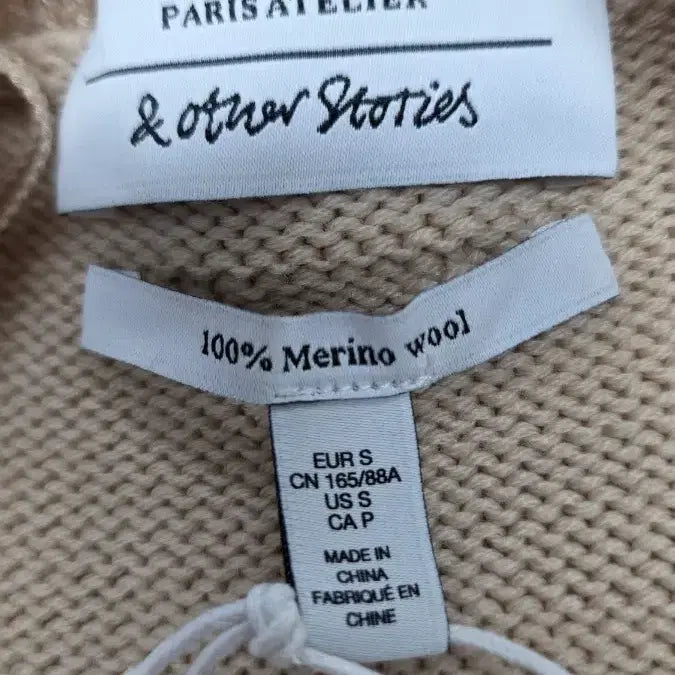 PARIS ATELIER
& other Stories
100% Merino wool
EUR S
CN 165/88A
US S
CA P
MADE IN
CHINA
FABRIQUÉ EN
CHINE